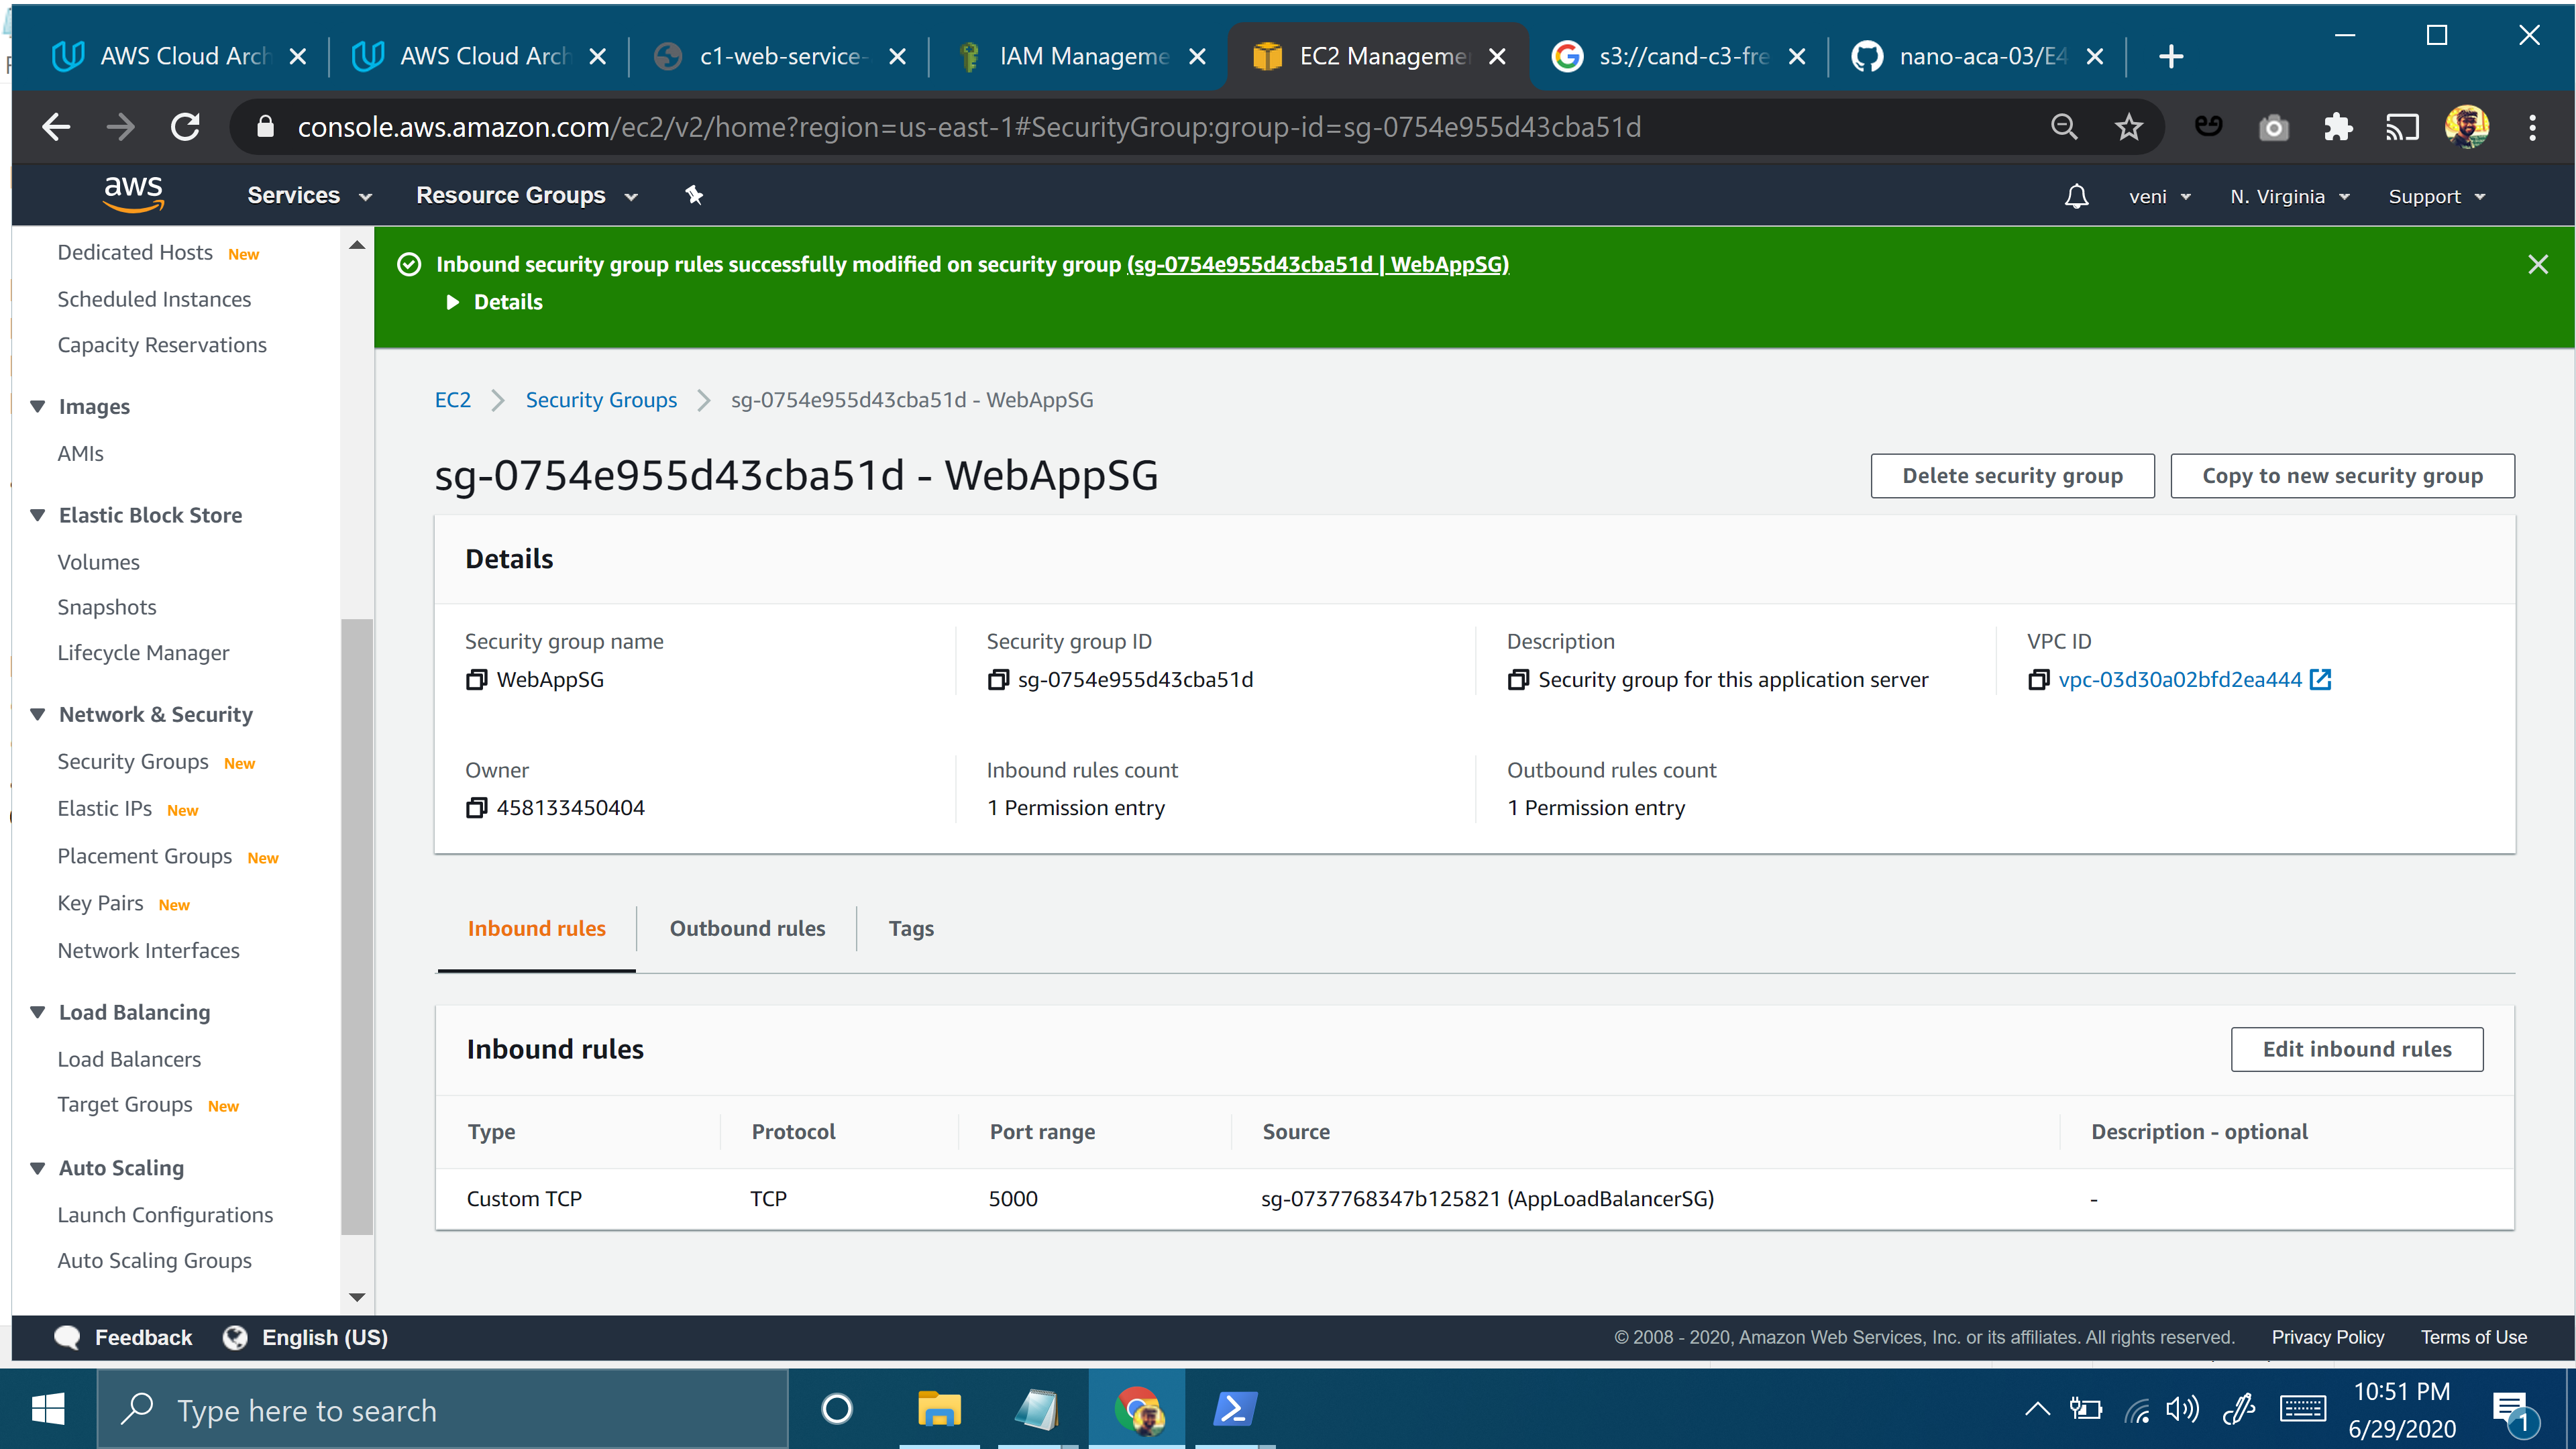 AWS Cloud Arch
AWS Cloud Arch
c1-web-service-
IAM Manageme
EC2 Manageme
s3://cand-c3-fre
nano-aca-03/E4
console.aws.amazon.com/ec2/v2/home?region=us-east-1#SecurityGroup:group-id=sg-0754e955d43cba51d
aws
Services
Resource Groups
veni
N. Virginia
Support
Dedicated Hosts New
Scheduled Instances
Capacity Reservations
Images
AMIs
Elastic Block Store
Volumes
Snapshots
Lifecycle Manager
Network & Security
Security Groups New
Elastic IPs New
Placement Groups New
Key Pairs New
Network Interfaces
Load Balancing
Load Balancers
Target Groups New
Auto Scaling
Launch Configurations
Auto Scaling Groups
Inbound security group rules successfully modified on security group (sg-0754e955d43cba51d | WebAppSG)
Details
EC2
Security Groups
sg-0754e955d43cba51d - WebAppSG
sg-0754e955d43cba51d - WebAppSG
Delete security group
Copy to new security group
Details
Security group name
WebAppSG
Security group ID
sg-0754e955d43cba51d
Description
Security group for this application server
VPC ID
vpc-03d30a02bfd2ea444
Owner
458133450404
Inbound rules count
1 Permission entry
Outbound rules count
1 Permission entry
Inbound rules
Outbound rules
Tags
Inbound rules
Edit inbound rules
Type
Protocol
Port range
Source
Description - optional
Custom TCP
TCP
5000
sg-0737768347b125821 (AppLoadBalancerSG)
-
Feedback
English (US)
© 2008 - 2020, Amazon Web Services, Inc. or its affiliates. All rights reserved.
Privacy Policy
Terms of Use
Type here to search
10:51 PM
6/29/2020
1